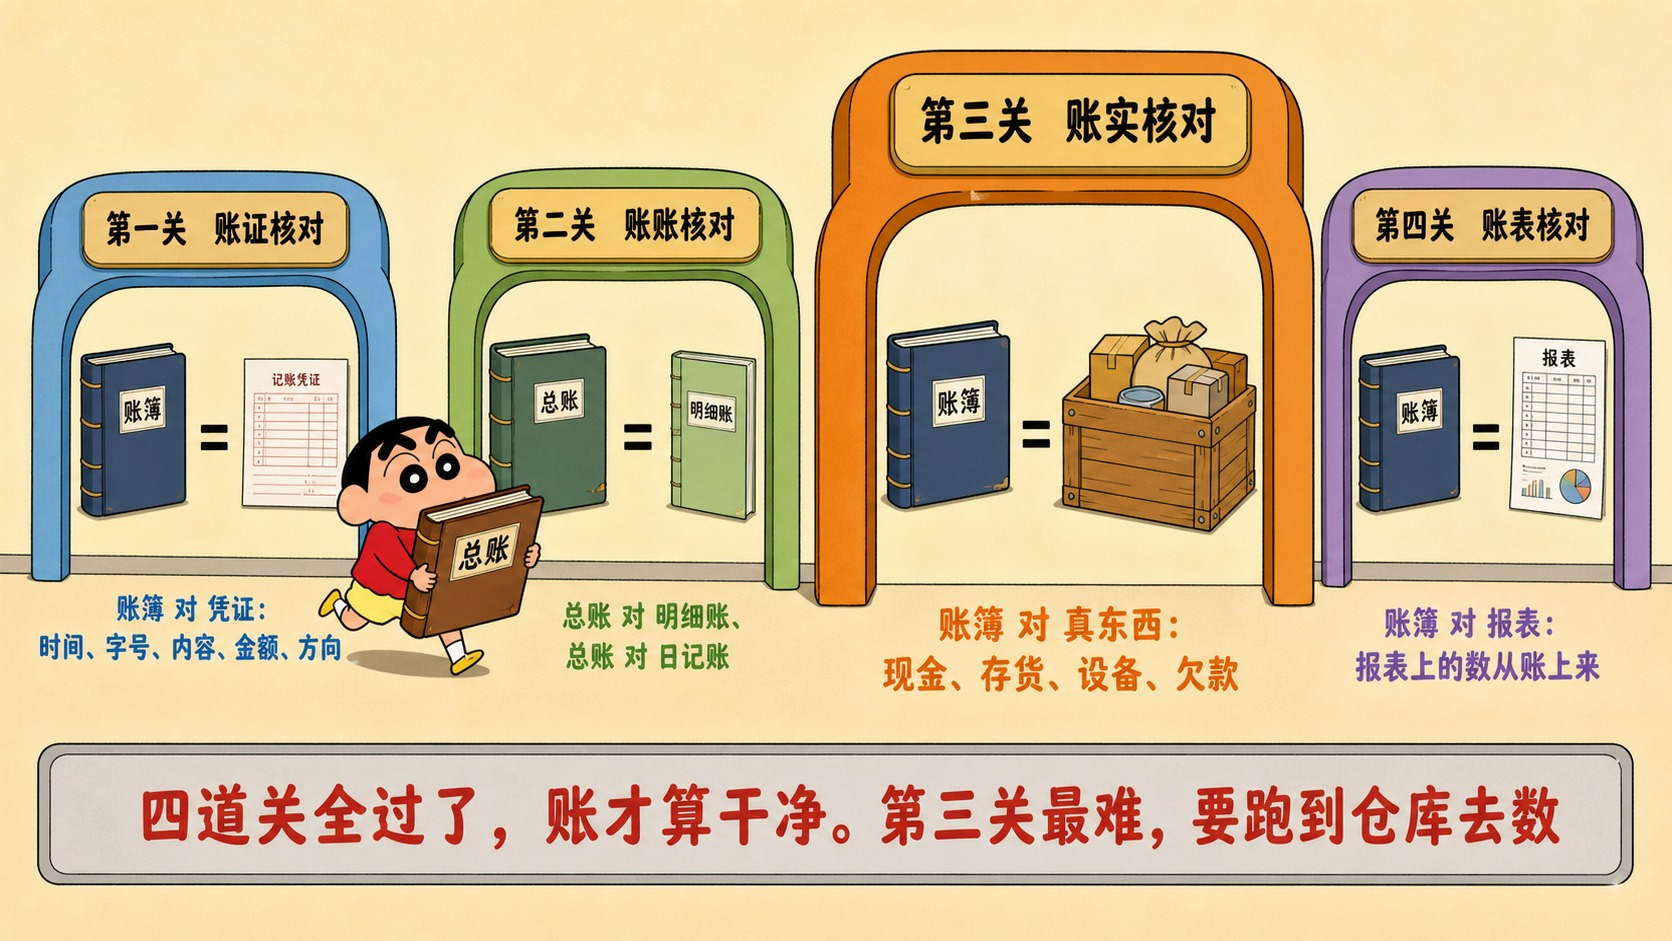 第一关 账证核对
账簿
=
记账凭证
账簿 对 凭证：
时间、字号、内容、金额、方向
总账
第二关 账账核对
总账
=
明细账
总账 对 明细账、
总账 对 日记账
第三关 账实核对
账簿
=
账簿 对 真东西：
现金、存货、设备、欠款
第四关 账表核对
账簿
=
报表
账簿 对 报表：
报表上的数从账上来
四道关全过了，账才算干净。第三关最难，要跑到仓库去数